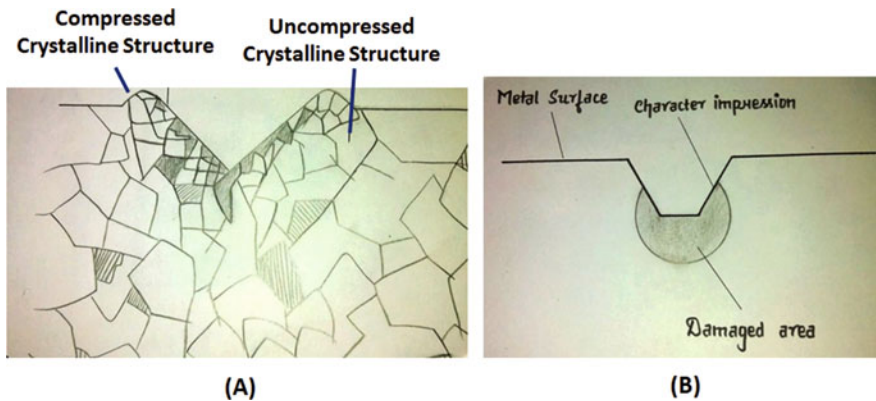 Compressed
Crystalline Structure
Uncompressed
Crystalline Structure
Metal Surface
Character impression
Damaged area
(A)
(B)